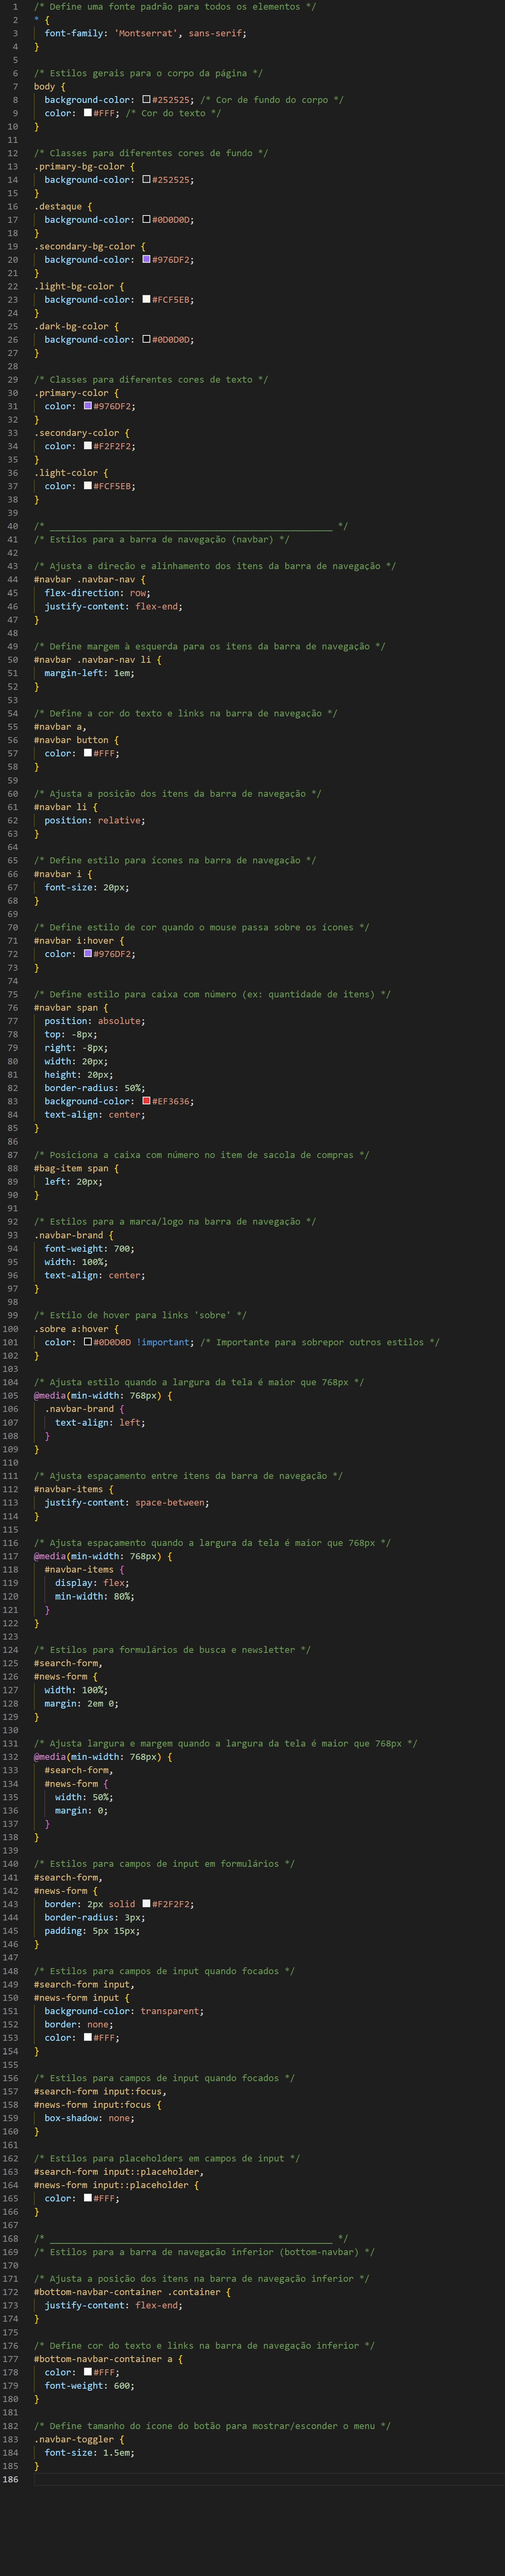 1 /* Define uma fonte padrão para todos os elementos */
2 * {
3 font-family: 'Montserrat', sans-serif;
4 }
5
6 /* Estilos gerais para o corpo da página */
7 body {
8 background-color: #252525; /* Cor de fundo do corpo */
9 color: #FFF; /* Cor do texto */
10 }
11
12 /* Classes para diferentes cores de fundo */
13 .primary-bg-color {
14 background-color: #252525;
15 }
16 .destaque {
17 background-color: #0D0D0D;
18 }
19 .secondary-bg-color {
20 background-color: #976DF2;
21 }
22 .light-bg-color {
23 background-color: #FCF5EB;
24 }
25 .dark-bg-color {
26 background-color: #0D0D0D;
27 }
28
29 /* Classes para diferentes cores de texto */
30 .primary-color {
31 color: #976DF2;
32 }
33 .secondary-color {
34 color: #F2F2F2;
35 }
36 .light-color {
37 color: #FCF5EB;
38 }
39
40 /* _____________________________________________________ */
41 /* Estilos para a barra de navegação (navbar) */
42
43 /* Ajusta a direção e alinhamento dos itens da barra de navegação */
44 #navbar .navbar-nav {
45 flex-direction: row;
46 justify-content: flex-end;
47 }
48
49 /* Define margem à esquerda para os itens da barra de navegação */
50 #navbar .navbar-nav li {
51 margin-left: 1em;
52 }
53
54 /* Define a cor do texto e links na barra de navegação */
55 #navbar a,
56 #navbar button {
57 color: #FFF;
58 }
59
60 /* Ajusta a posição dos itens da barra de navegação */
61 #navbar li {
62 position: relative;
63 }
64
65 /* Define estilo para ícones na barra de navegação */
66 #navbar i {
67 font-size: 20px;
68 }
69
70 /* Define estilo de cor quando o mouse passa sobre os ícones */
71 #navbar i:hover {
72 color: #976DF2;
73 }
74
75 /* Define estilo para caixa com número (ex: quantidade de itens) */
76 #navbar span {
77 position: absolute;
78 top: -8px;
79 right: -8px;
80 width: 20px;
81 height: 20px;
82 border-radius: 50%;
83 background-color: #EF3636;
84 text-align: center;
85 }
86
87 /* Posiciona a caixa com número no item de sacola de compras */
88 #bag-item span {
89 left: 20px;
90 }
91
92 /* Estilos para a marca/logo na barra de navegação */
93 .navbar-brand {
94 font-weight: 700;
95 width: 100%;
96 text-align: center;
97 }
98
99 /* Estilo de hover para links 'sobre' */
100 .sobre a:hover {
101 color: #0D0D0D !important; /* Importante para sobrepor outros estilos */
102 }
103
104 /* Ajusta estilo quando a largura da tela é maior que 768px */
105 @media(min-width: 768px) {
106 .navbar-brand {
107 text-align: left;
108 }
109 }
110
111 /* Ajusta espaçamento entre itens da barra de navegação */
112 #navbar-items {
113 justify-content: space-between;
114 }
115
116 /* Ajusta espaçamento quando a largura da tela é maior que 768px */
117 @media(min-width: 768px) {
118 #navbar-items {
119 display: flex;
120 min-width: 80%;
121 }
122 }
123
124 /* Estilos para formulários de busca e newsletter */
125 #search-form,
126 #news-form {
127 width: 100%;
128 margin: 2em 0;
129 }
130
131 /* Ajusta largura e margem quando a largura da tela é maior que 768px */
132 @media(min-width: 768px) {
133 #search-form,
134 #news-form {
135 width: 50%;
136 margin: 0;
137 }
138 }
139
140 /* Estilos para campos de input em formulários */
141 #search-form,
142 #news-form {
143 border: 2px solid #F2F2F2;
144 border-radius: 3px;
145 padding: 5px 15px;
146 }
147
148 /* Estilos para campos de input quando focados */
149 #search-form input,
150 #news-form input {
151 background-color: transparent;
152 border: none;
153 color: #FFF;
154 }
155
156 /* Estilos para campos de input quando focados */
157 #search-form input:focus,
158 #news-form input:focus {
159 box-shadow: none;
160 }
161
162 /* Estilos para placeholders em campos de input */
163 #search-form input::placeholder,
164 #news-form input::placeholder {
165 color: #FFF;
166 }
167
168 /* _____________________________________________________ */
169 /* Estilos para a barra de navegação inferior (bottom-navbar) */
170
171 /* Ajusta a posição dos itens na barra de navegação inferior */
172 #bottom-navbar-container .container {
173 justify-content: flex-end;
174 }
175
176 /* Define cor do texto e links na barra de navegação inferior */
177 #bottom-navbar-container a {
178 color: #FFF;
179 font-weight: 600;
180 }
181
182 /* Define tamanho do ícone do botão para mostrar/esconder o menu */
183 .navbar-toggler {
184 font-size: 1.5em;
185 }
186